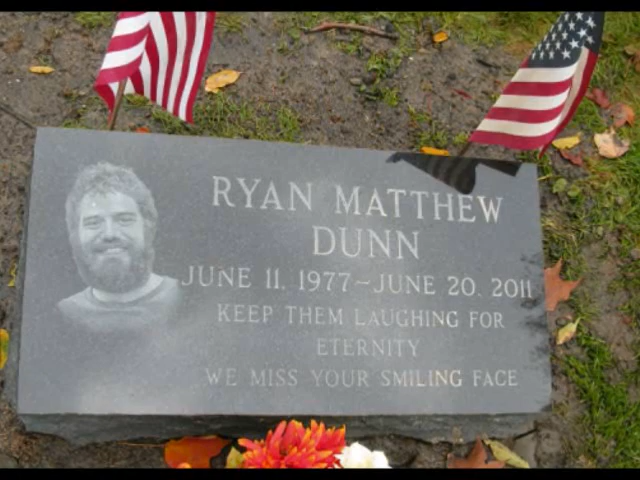 RYAN MATTHEW
DUNN
JUNE 11, 1977~JUNE 20, 2011
KEEP THEM LAUGHING FOR
ETERNITY
WE MISS YOUR SMILING FACE